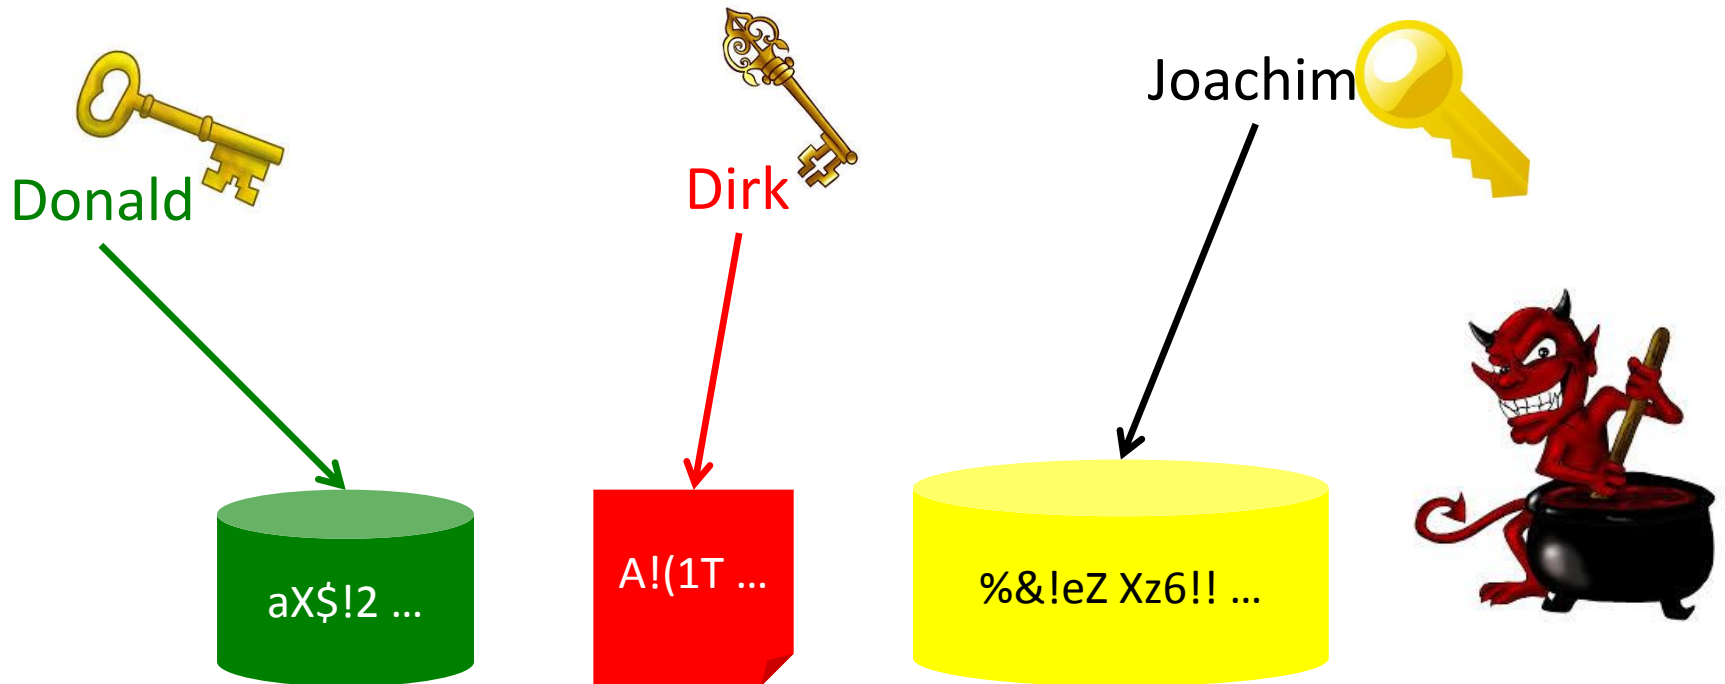 Donald
Dirk
Joachim
aX$!2 …
A!(1T …
%&!eZ Xz6!! …